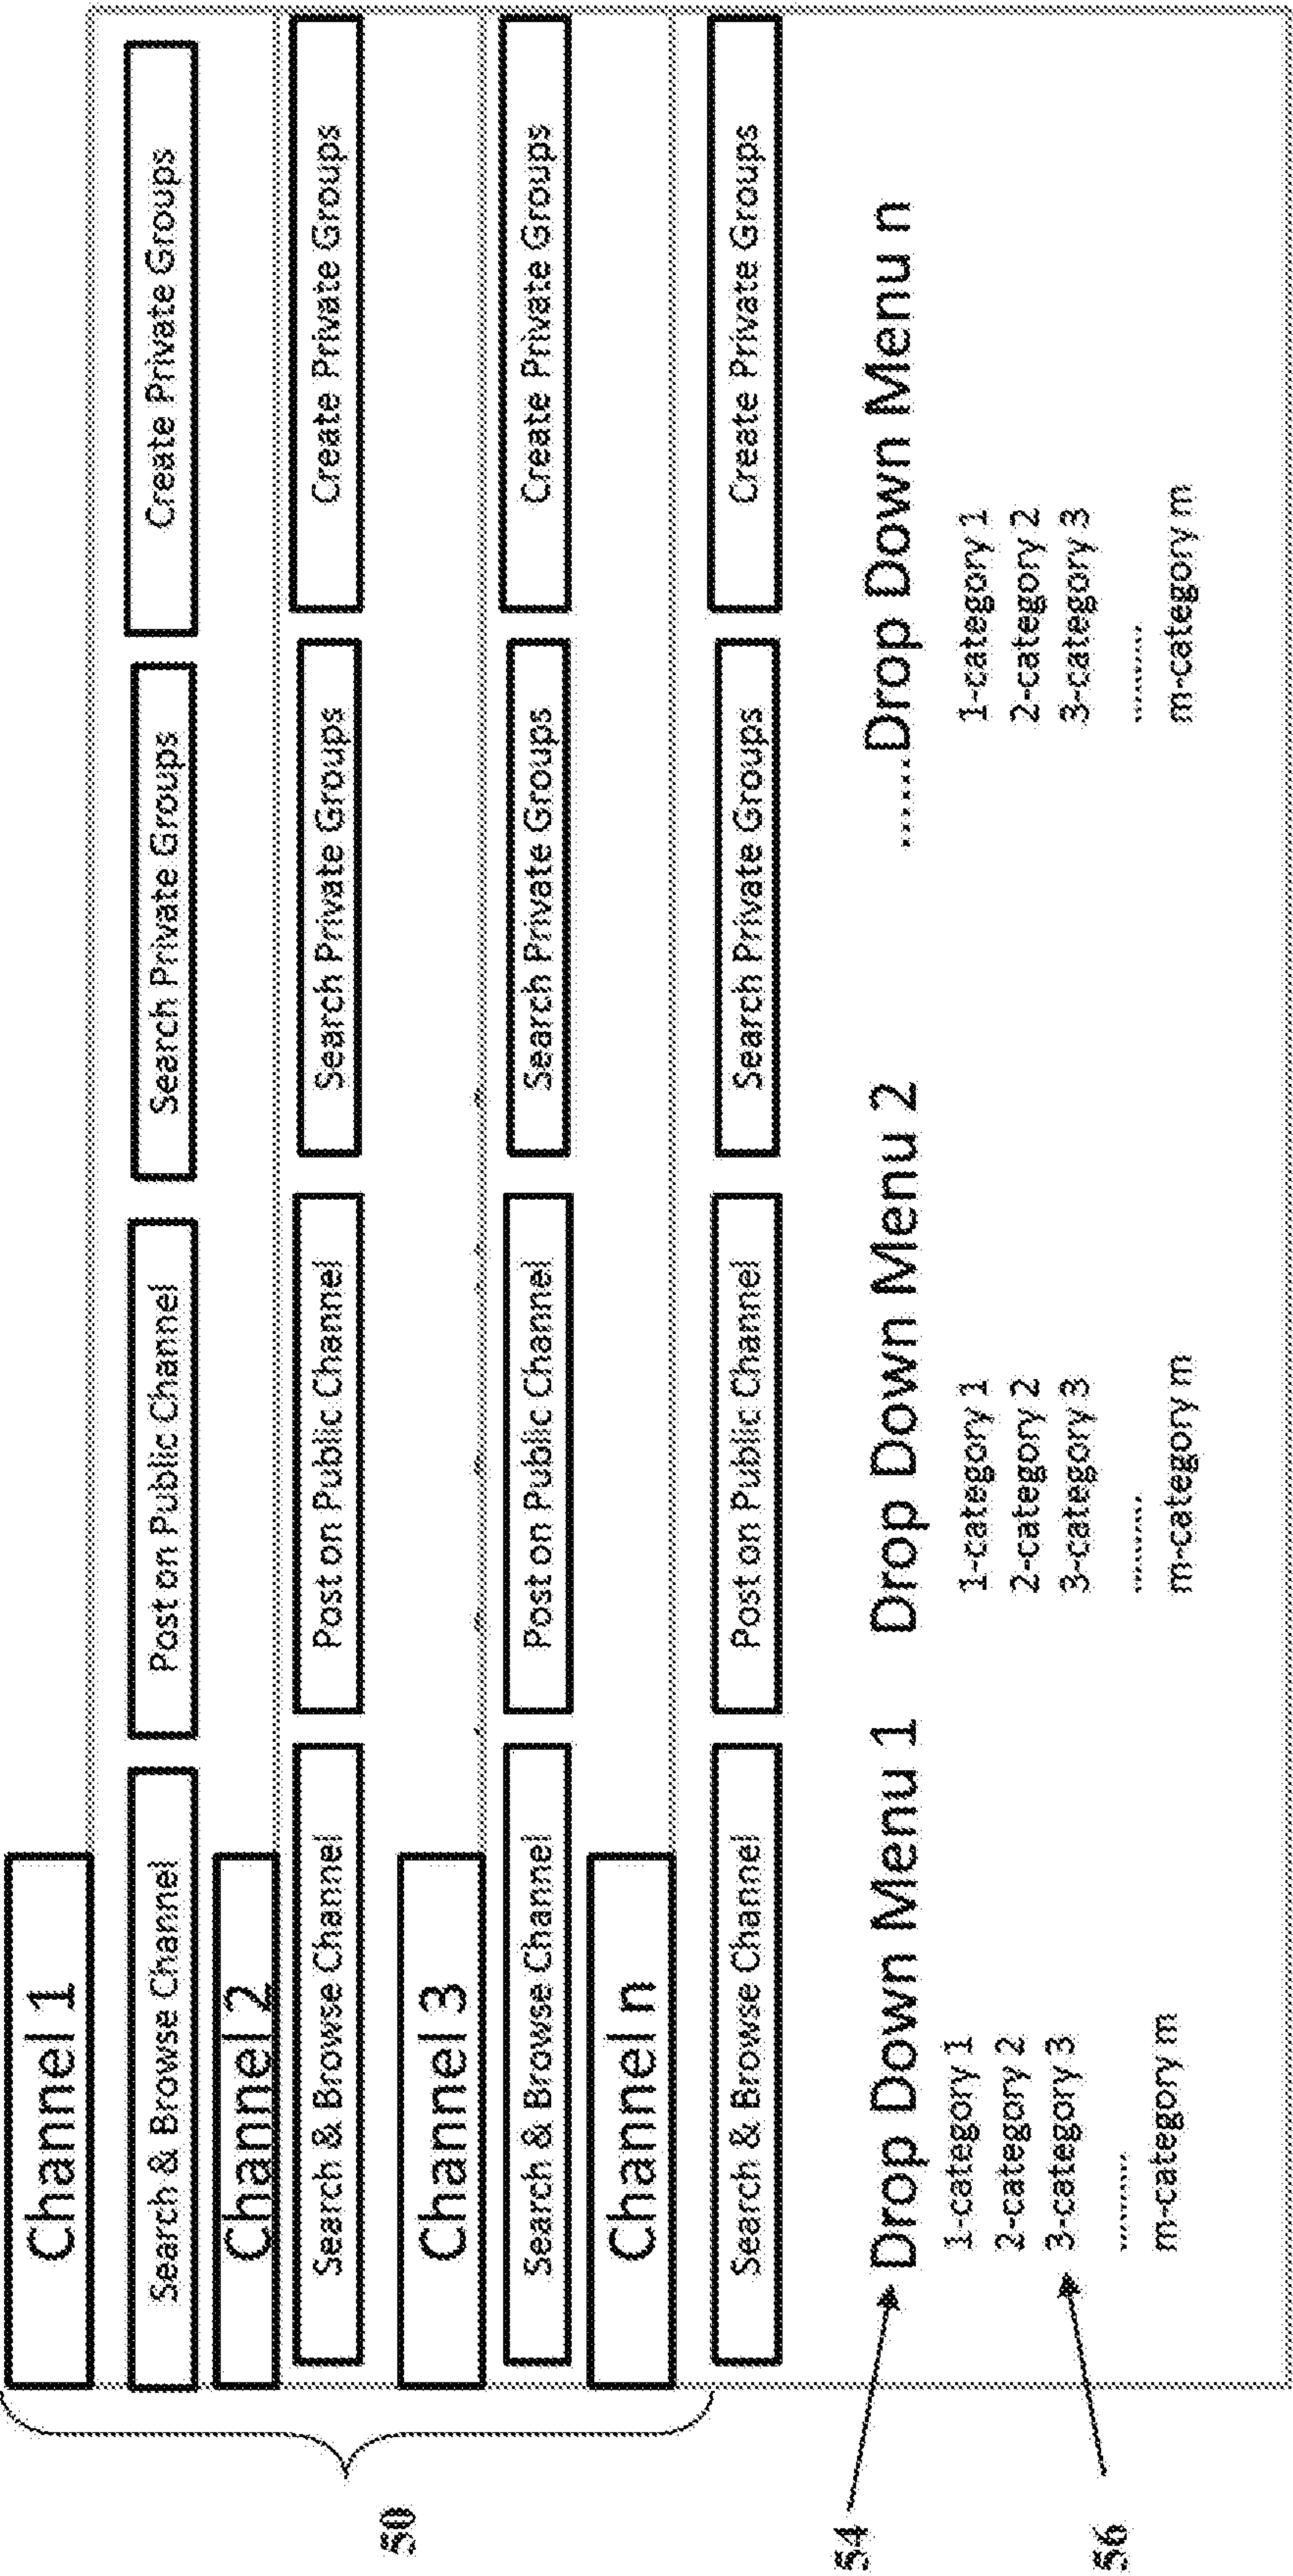 Channel 1
Search & Browse Channel Post on Public Channel Search Private Groups Create Private Groups
Channel 2
Search & Browse Channel Post on Public Channel Search Private Groups Create Private Groups
50
Channel 3
Search & Browse Channel Post on Public Channel Search Private Groups Create Private Groups
Channel n
Search & Browse Channel Post on Public Channel Search Private Groups Create Private Groups
54 Drop Down Menu 1 Drop Down Menu 2 ......Drop Down Menu n
1-category 1 1-category 1 1-category 1
2-category 2 2-category 2 2-category 2
56 3-category 3 3-category 3 3-category 3
........ ........ ........
m-category m m-category m m-category m